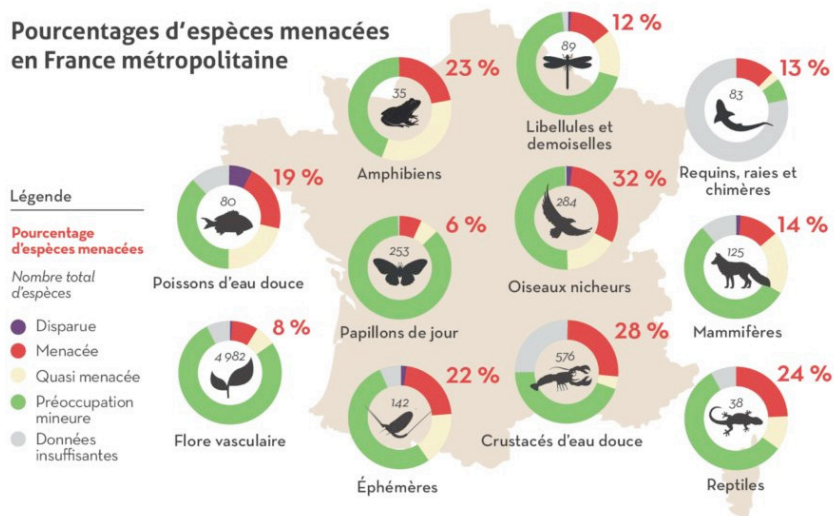 Pourcentages d'espèces menacées
en France métropolitaine
12 %
89
Libellules et
demoiselles
23 %
35
Amphibiens
13 %
83
Requins, raies et
chimères
19 %
80
Poissons d'eau douce
6 %
253
Papillons de jour
32 %
284
Oiseaux nicheurs
14 %
125
Mammifères
8 %
4 982
Flore vasculaire
22 %
142
Éphémères
28 %
576
Crustacés d'eau douce
24 %
38
Reptiles
Légende
Pourcentage
d'espèces menacées
Nombre total
d'espèces
Disparue
Menacée
Quasi menacée
Préoccupation
mineure
Données
insuffisantes